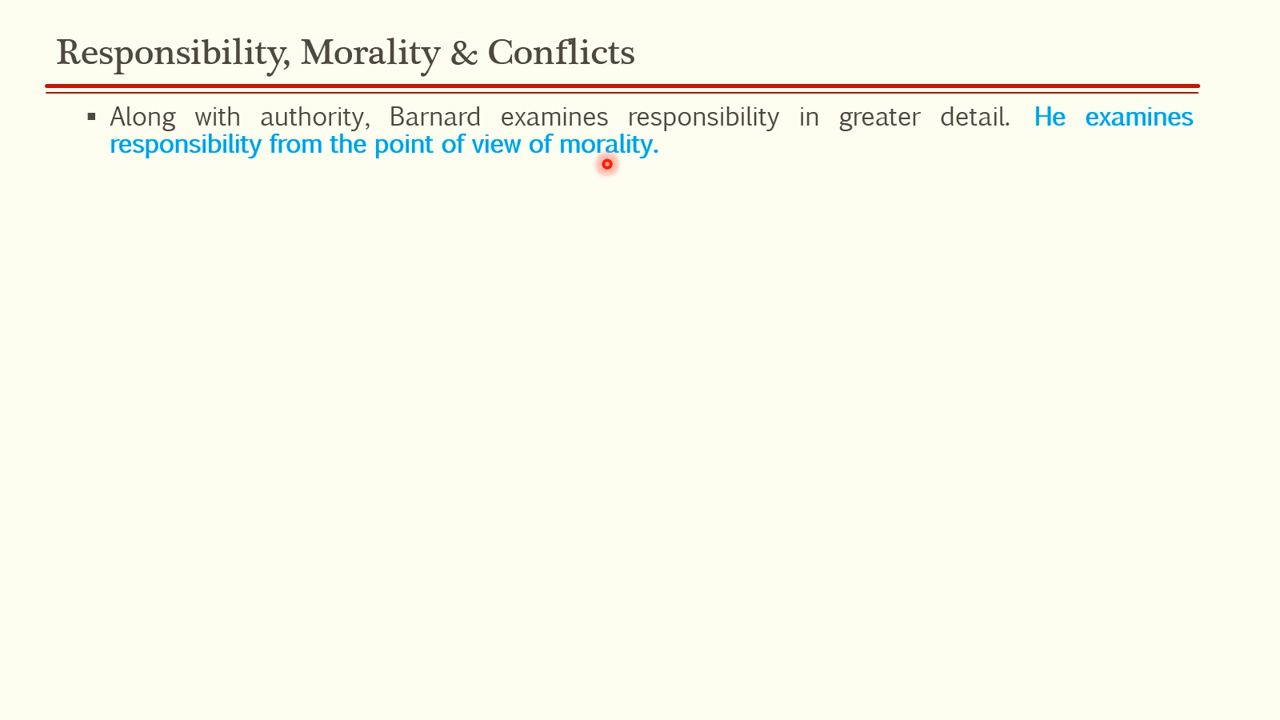 Responsibility, Morality & Conflicts
▪ Along with authority, Barnard examines responsibility in greater detail. He examines
responsibility from the point of view of morality.